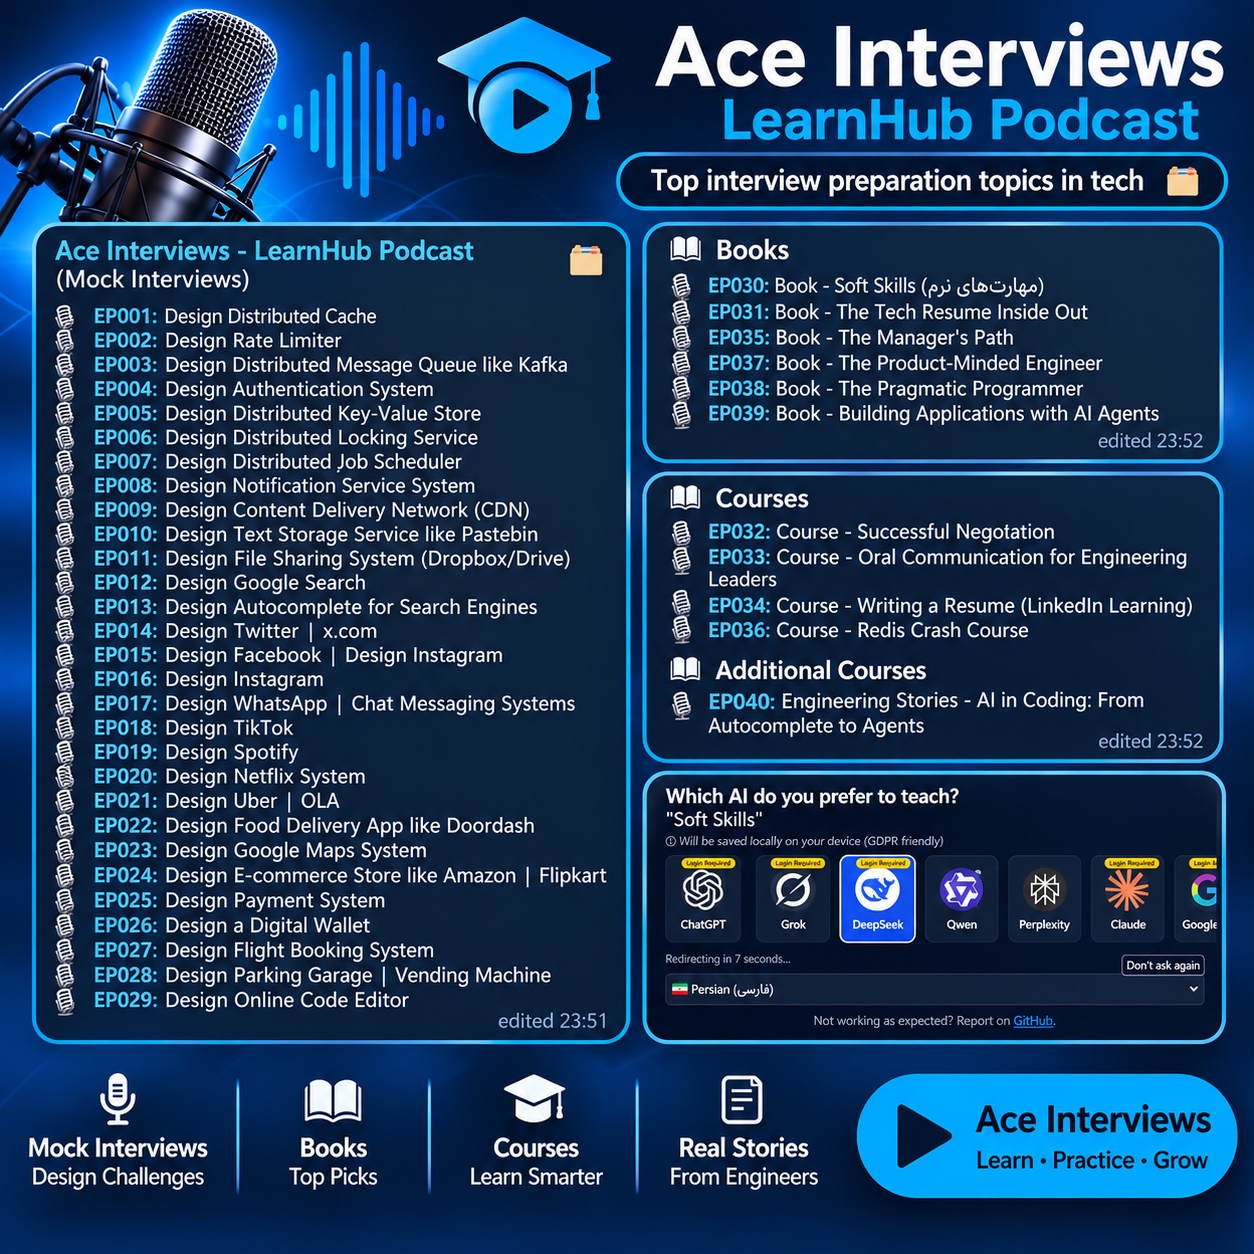 Ace Interviews
LearnHub Podcast
Top interview preparation topics in tech
Ace Interviews - LearnHub Podcast
(Mock Interviews)
EP001: Design Distributed Cache
EP002: Design Rate Limiter
EP003: Design Distributed Message Queue like Kafka
EP004: Design Authentication System
EP005: Design Distributed Key-Value Store
EP006: Design Distributed Locking Service
EP007: Design Distributed Job Scheduler
EP008: Design Notification Service System
EP009: Design Content Delivery Network (CDN)
EP010: Design Text Storage Service like Pastebin
EP011: Design File Sharing System (Dropbox/Drive)
EP012: Design Google Search
EP013: Design Autocomplete for Search Engines
EP014: Design Twitter | x.com
EP015: Design Facebook | Design Instagram
EP016: Design Instagram
EP017: Design WhatsApp | Chat Messaging Systems
EP018: Design TikTok
EP019: Design Spotify
EP020: Design Netflix System
EP021: Design Uber | OLA
EP022: Design Food Delivery App like Doordash
EP023: Design Google Maps System
EP024: Design E-commerce Store like Amazon | Flipkart
EP025: Design Payment System
EP026: Design a Digital Wallet
EP027: Design Flight Booking System
EP028: Design Parking Garage | Vending Machine
EP029: Design Online Code Editor
edited 23:51
Books
EP030: Book - Soft Skills (مهارت‌های نرم)
EP031: Book - The Tech Resume Inside Out
EP035: Book - The Manager's Path
EP037: Book - The Product-Minded Engineer
EP038: Book - The Pragmatic Programmer
EP039: Book - Building Applications with AI Agents
edited 23:52
Courses
EP032: Course - Successful Negotation
EP033: Course - Oral Communication for Engineering
Leaders
EP034: Course - Writing a Resume (LinkedIn Learning)
EP036: Course - Redis Crash Course
Additional Courses
EP040: Engineering Stories - AI in Coding: From
Autocomplete to Agents
edited 23:52
Which AI do you prefer to teach?
"Soft Skills"
Will be saved locally on your device (GDPR friendly)
Login Required Login Required Login Required Login Required Login
ChatGPT Grok DeepSeek Qwen Perplexity Claude Google
Redirecting in 7 seconds...
Don't ask again
Persian (فارسی)
Not working as expected? Report on GitHub.
Mock Interviews
Design Challenges
Books
Top Picks
Courses
Learn Smarter
Real Stories
From Engineers
Ace Interviews
Learn • Practice • Grow